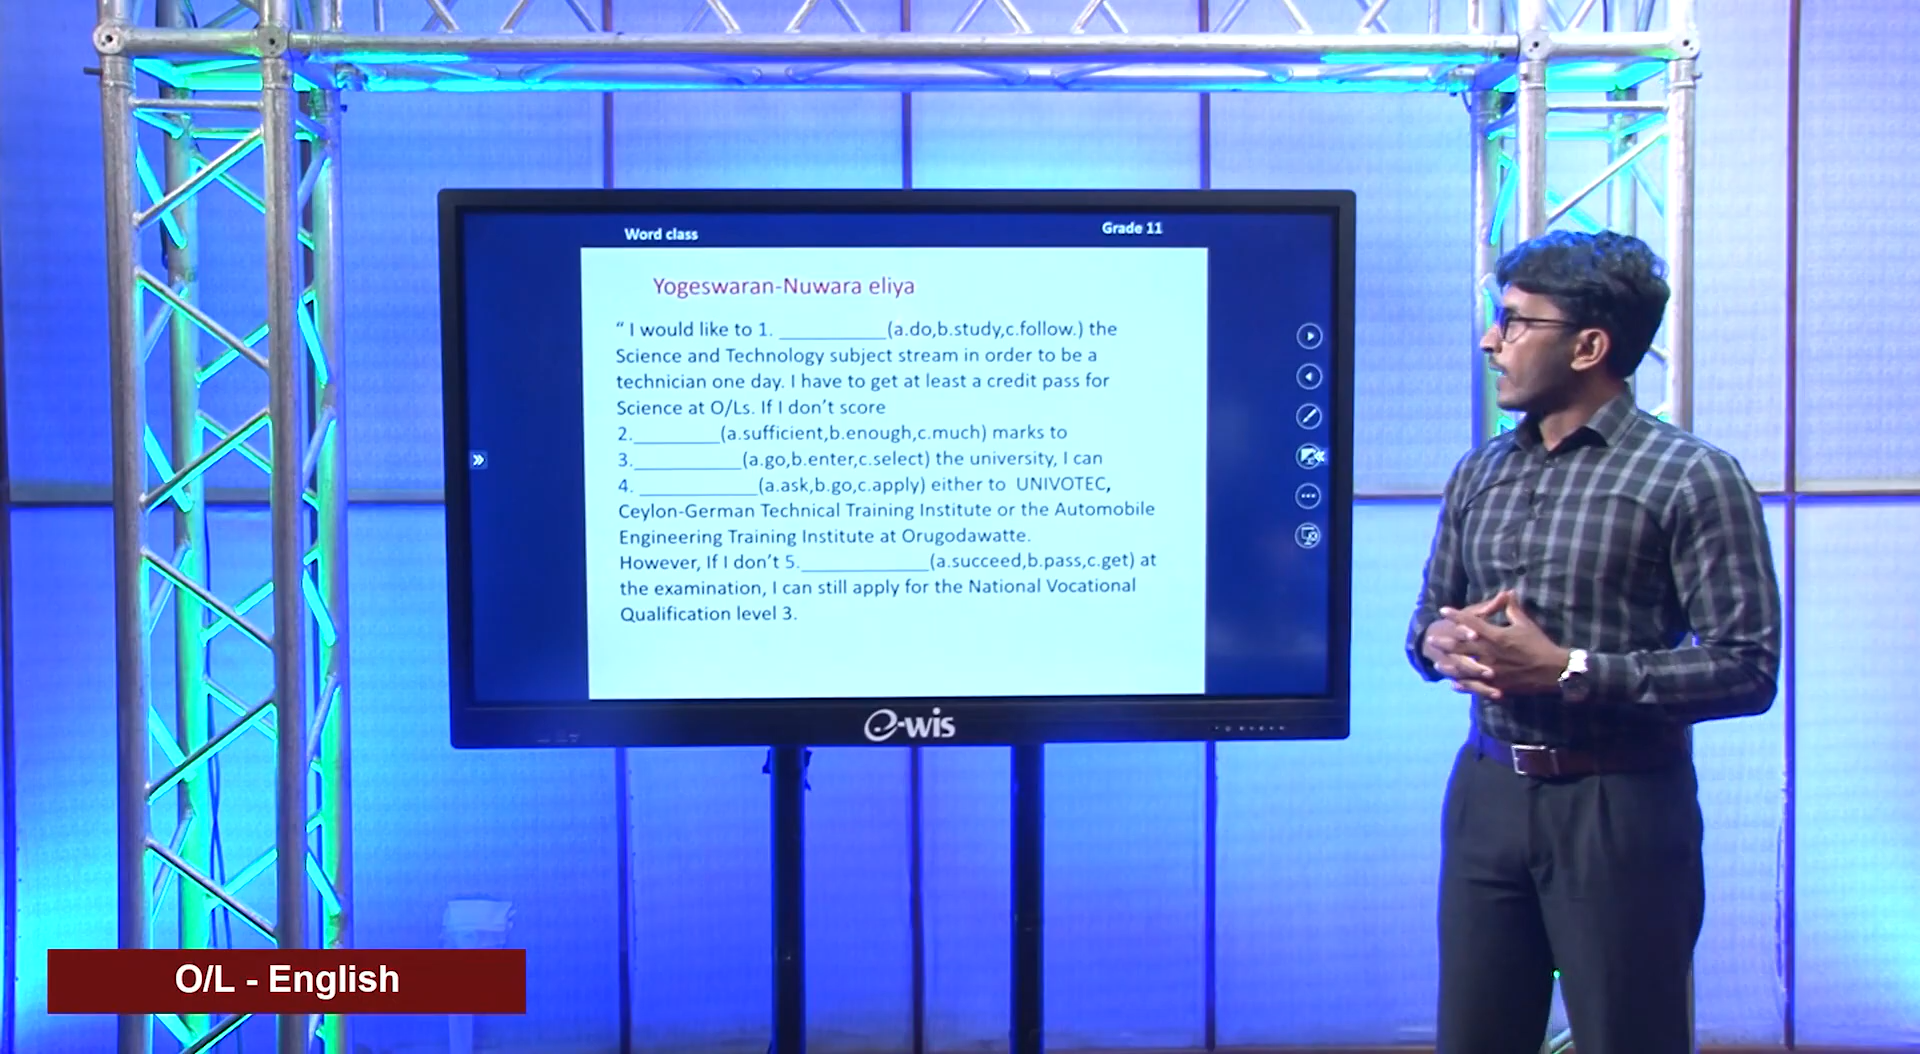 Word class
Grade 11
Yogeswaran-Nuwara eliya
“ I would like to 1. __________(a.do,b.study,c.follow.) the
Science and Technology subject stream in order to be a
technician one day. I have to get at least a credit pass for
Science at O/Ls. If I don’t score
2.________(a.sufficient,b.enough,c.much) marks to
3.__________(a.go,b.enter,c.select) the university, I can
4. ___________(a.ask,b.go,c.apply) either to UNIVOTEC,
Ceylon-German Technical Training Institute or the Automobile
Engineering Training Institute at Orugodawatte.
However, If I don’t 5.____________(a.succeed,b.pass,c.get) at
the examination, I can still apply for the National Vocational
Qualification level 3.
e-wis
O/L - English